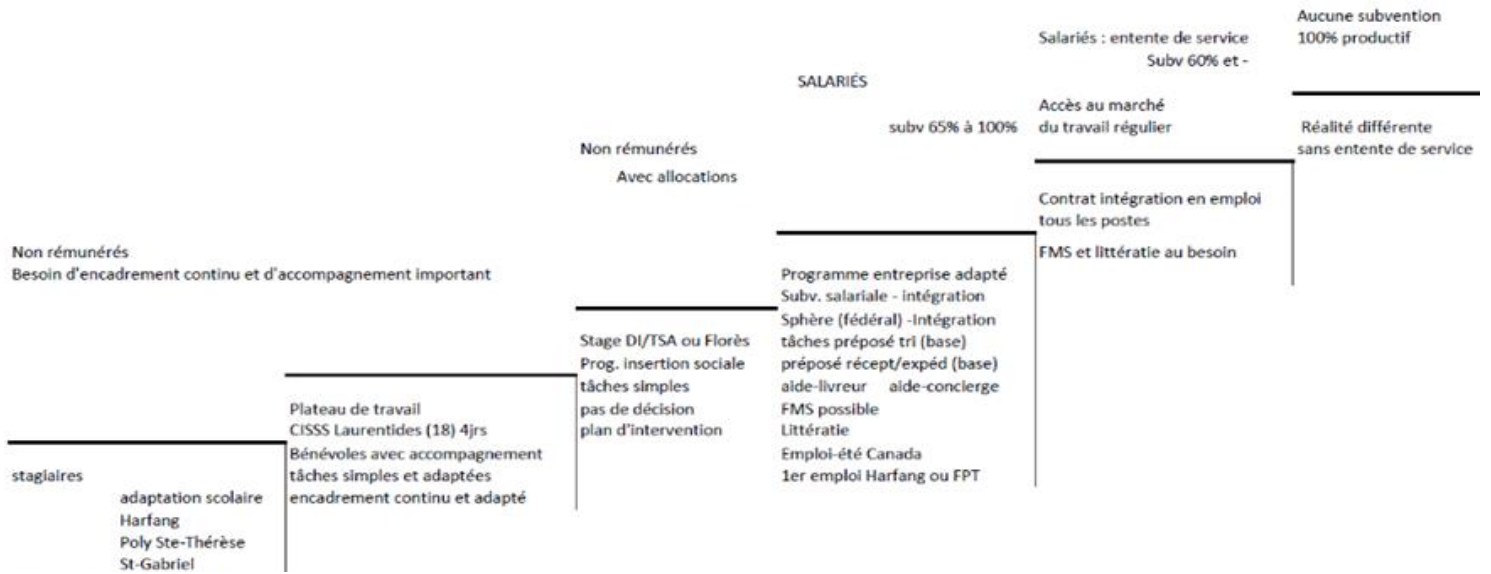 Non rémunérés
Besoin d'encadrement continu et d'accompagnement important
stagiaires
adaptation scolaire
Harfang
Poly Ste-Thérèse
St-Gabriel
Plateau de travail
CISSS Laurentides (18) 4jrs
Bénévoles avec accompagnement
tâches simples et adaptées
encadrement continu et adapté
Non rémunérés
Avec allocations
Stage DI/TSA ou Florès
Prog. insertion sociale
tâches simples
pas de décision
plan d'intervention
SALARIÉS
subv 65% à 100%
Programme entreprise adapté
Subv. salariale - intégration
Sphère (fédéral) -Intégration
tâches préposé tri (base)
préposé récept/expéd (base)
aide-livreur aide-concierge
FMS possible
Littératie
Emploi-été Canada
1er emploi Harfang ou FPT
Salariés : entente de service
Subv 60% et -
Accès au marché
du travail régulier
Contrat intégration en emploi
tous les postes
FMS et littératie au besoin
Aucune subvention
100% productif
Réalité différente
sans entente de service